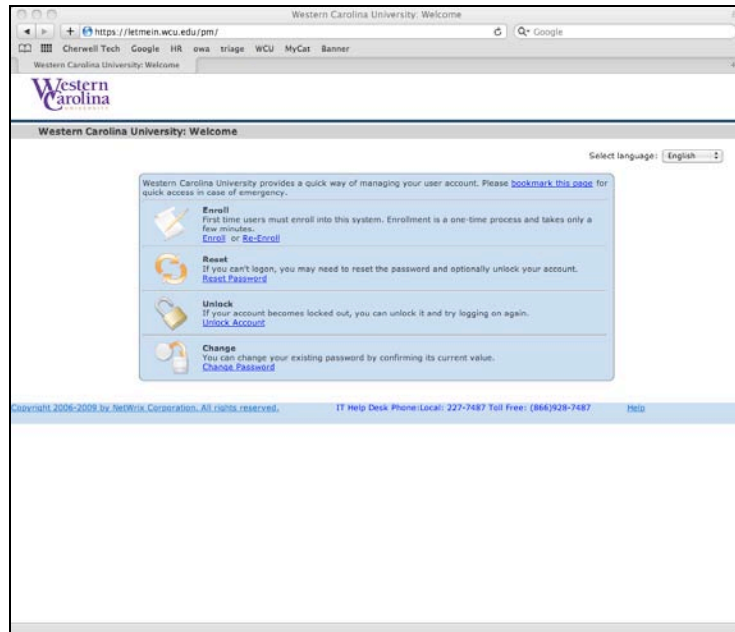 Western Carolina University: Welcome
https://letmein.wcu.edu/pm/
Google
Cherwell Tech Google HR owa triage WCU MyCat Banner
Western Carolina University: Welcome
Western
Carolina
UNIVERSITY
Western Carolina University: Welcome
Select language: English
Western Carolina University provides a quick way of managing your user account. Please bookmark this page for
quick access in case of emergency.
Enroll
First time users must enroll into this system. Enrollment is a one-time process and takes only a
few minutes.
Enroll or Re-Enroll
Reset
If you can't logon, you may need to reset the password and optionally unlock your account.
Reset Password
Unlock
If your account becomes locked out, you can unlock it and try logging on again.
Unlock Account
Change
You can change your existing password by confirming its current value.
Change Password
Copyright 2006-2009 by NetWrix Corporation. All rights reserved. IT Help Desk Phone:Local: 227-7487 Toll Free: (866)928-7487 Help